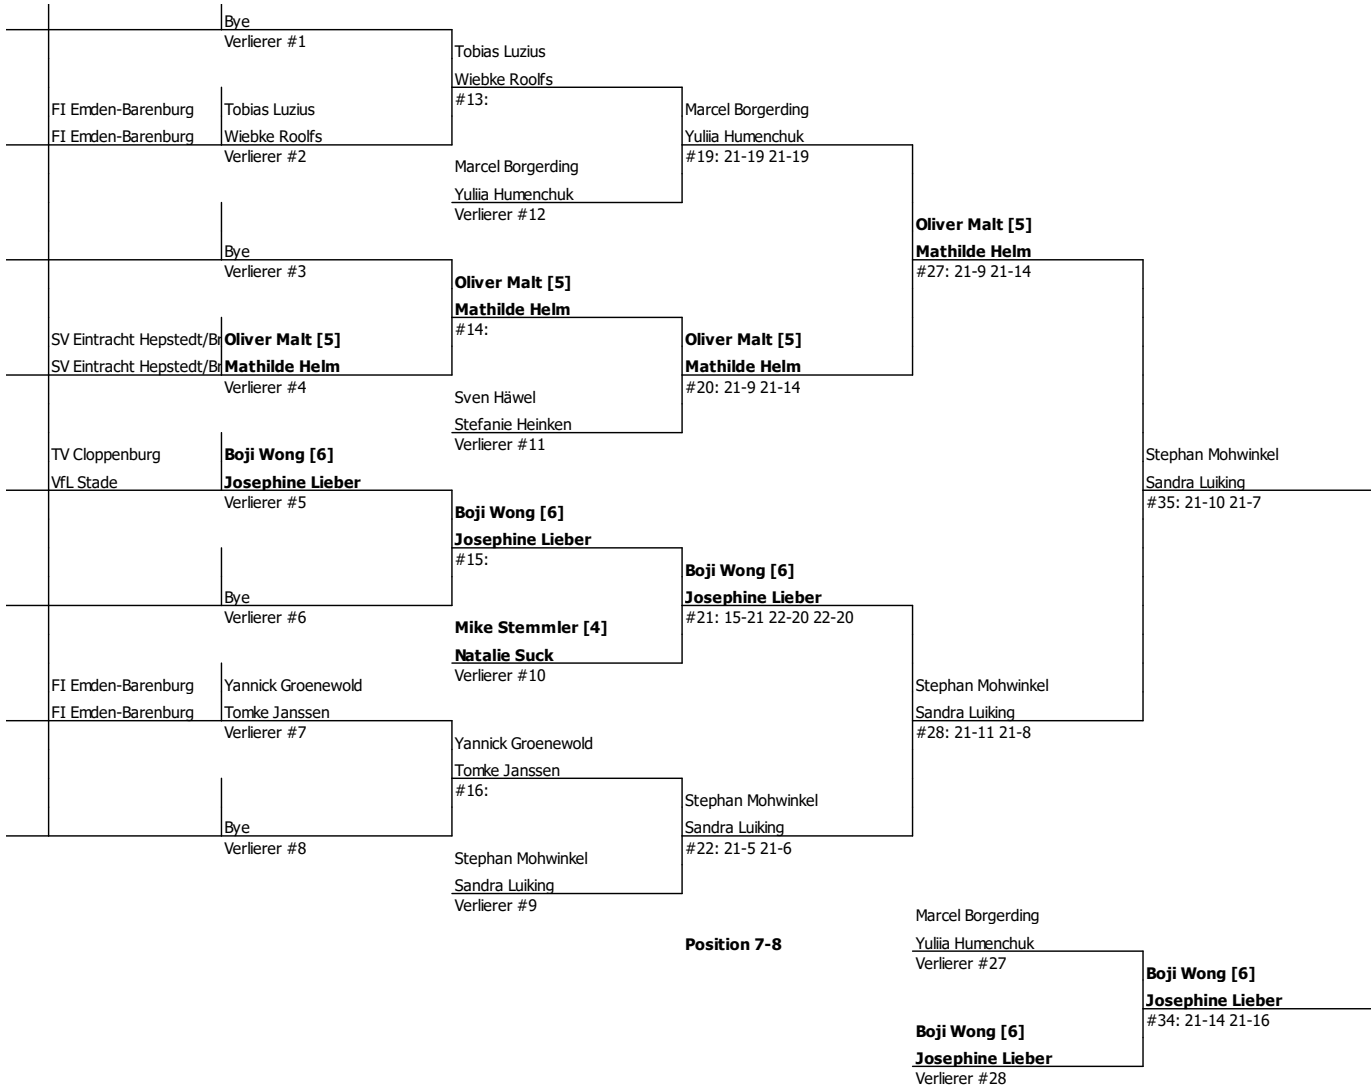 Bye
Verlierer #1
Tobias Luzius
Wiebke Roolfs
#13:
FI Emden-Barenburg Tobias Luzius
FI Emden-Barenburg Wiebke Roolfs
Verlierer #2
Marcel Borgerding
Yuliia Humenchuk
#19: 21-19 21-19
Marcel Borgerding
Yuliia Humenchuk
Verlierer #12
Oliver Malt [5]
Mathilde Helm
#27: 21-9 21-14
Bye
Verlierer #3
Oliver Malt [5]
Mathilde Helm
#14:
SV Eintracht Hepstedt/Br Oliver Malt [5]
SV Eintracht Hepstedt/Br Mathilde Helm
Verlierer #4
Oliver Malt [5]
Mathilde Helm
#20: 21-9 21-14
Sven Häwel
Stefanie Heinken
Verlierer #11
TV Cloppenburg Boji Wong [6]
VfL Stade Josephine Lieber
Verlierer #5
Stephan Mohwinkel
Sandra Luiking
#35: 21-10 21-7
Boji Wong [6]
Josephine Lieber
#15:
Boji Wong [6]
Josephine Lieber
#21: 15-21 22-20 22-20
Bye
Verlierer #6
Mike Stemmler [4]
Natalie Suck
Verlierer #10
FI Emden-Barenburg Yannick Groenewold
FI Emden-Barenburg Tomke Janssen
Verlierer #7
Stephan Mohwinkel
Sandra Luiking
#28: 21-11 21-8
Yannick Groenewold
Tomke Janssen
#16:
Stephan Mohwinkel
Sandra Luiking
#22: 21-5 21-6
Bye
Verlierer #8
Stephan Mohwinkel
Sandra Luiking
Verlierer #9
Position 7-8
Marcel Borgerding
Yuliia Humenchuk
Verlierer #27
Boji Wong [6]
Josephine Lieber
#34: 21-14 21-16
Boji Wong [6]
Josephine Lieber
Verlierer #28